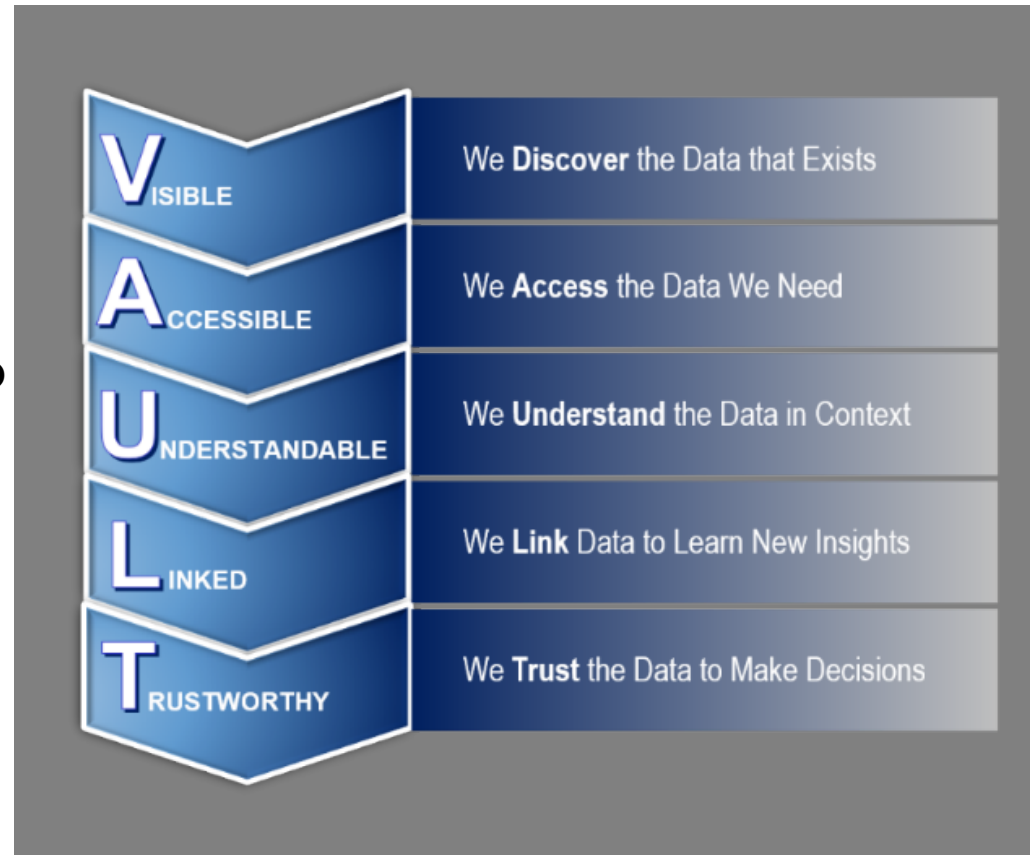 VISIBLE
We Discover the Data that Exists
ACCESSIBLE
We Access the Data We Need
UNDERSTANDABLE
We Understand the Data in Context
LINKED
We Link Data to Learn New Insights
TRUSTWORTHY
We Trust the Data to Make Decisions